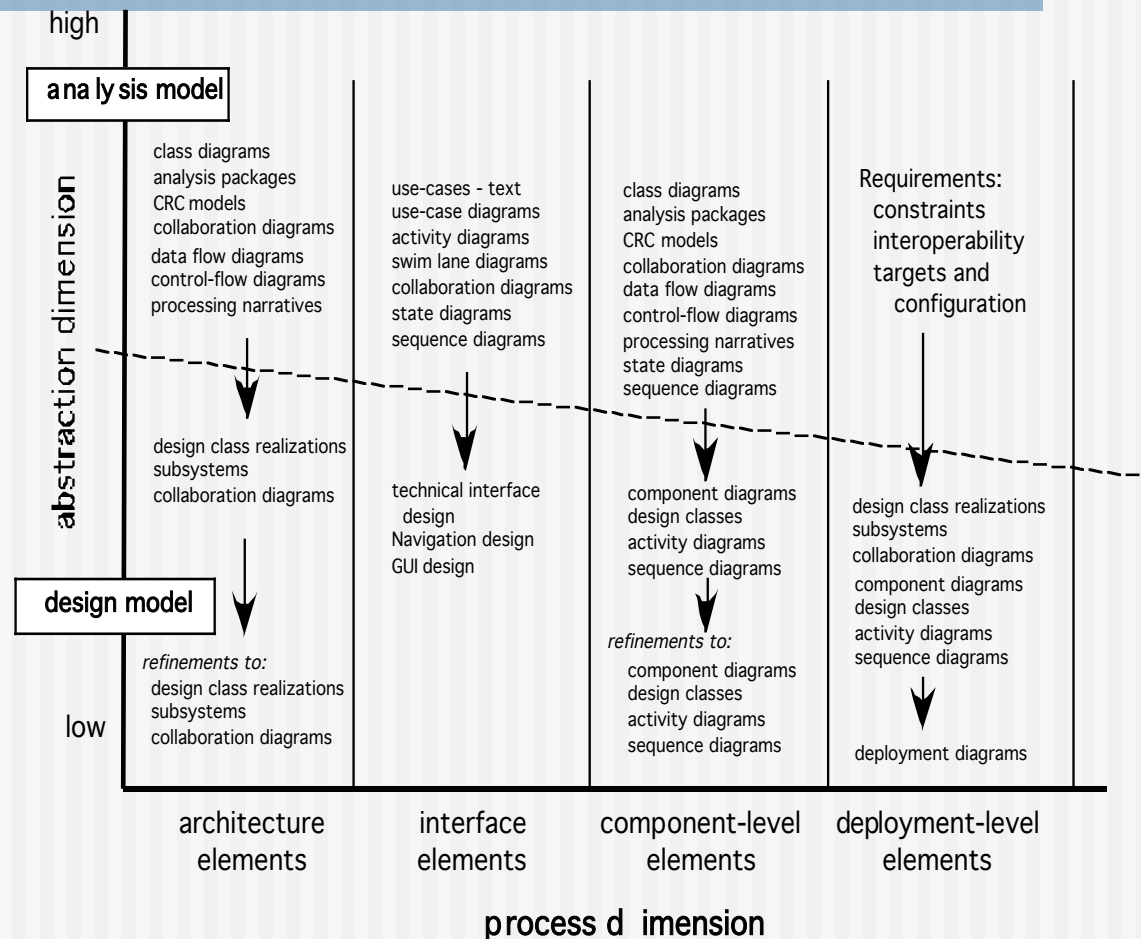 high
analysis model
abstraction dimension
class diagrams
analysis packages
CRC models
collaboration diagrams
data flow diagrams
control-flow diagrams
processing narratives
design class realizations
subsystems
collaboration diagrams
design model
refinements to:
design class realizations
subsystems
collaboration diagrams
low
use-cases - text
use-case diagrams
activity diagrams
swim lane diagrams
collaboration diagrams
state diagrams
sequence diagrams
technical interface
design
Navigation design
GUI design
class diagrams
analysis packages
CRC models
collaboration diagrams
data flow diagrams
control-flow diagrams
processing narratives
state diagrams
sequence diagrams
component diagrams
design classes
activity diagrams
sequence diagrams
refinements to:
component diagrams
design classes
activity diagrams
sequence diagrams
Requirements:
constraints
interoperability
targets and
configuration
design class realizations
subsystems
collaboration diagrams
component diagrams
design classes
activity diagrams
sequence diagrams
deployment diagrams
architecture
elements
interface
elements
component-level
elements
deployment-level
elements
process d imension